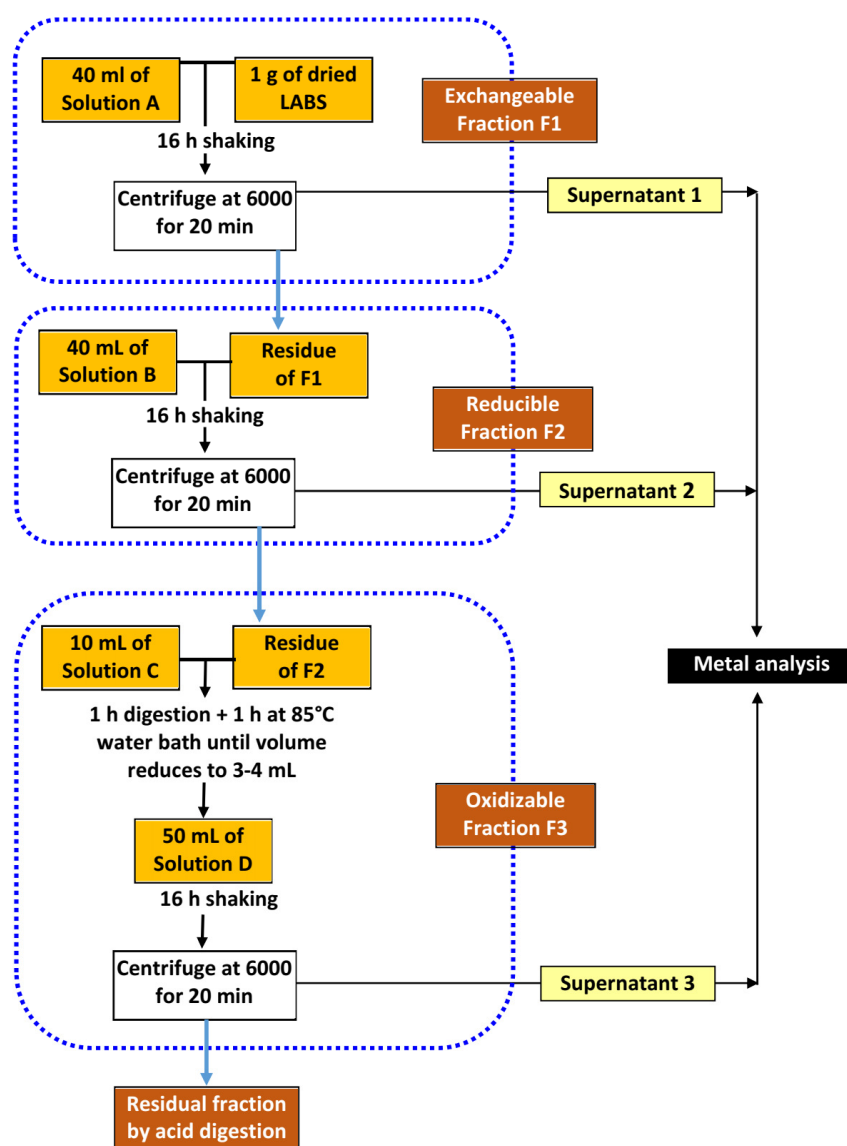 40 ml of
Solution A
1 g of dried
LABS
Exchangeable
Fraction F1
16 h shaking
Centrifuge at 6000
for 20 min
Supernatant 1
40 mL of
Solution B
Residue
of F1
Reducible
Fraction F2
16 h shaking
Centrifuge at 6000
for 20 min
Supernatant 2
10 mL of
Solution C
Residue
of F2
Metal analysis
1 h digestion + 1 h at 85°C
water bath until volume
reduces to 3-4 mL
Oxidizable
Fraction F3
50 mL of
Solution D
16 h shaking
Centrifuge at 6000
for 20 min
Supernatant 3
Residual fraction
by acid digestion